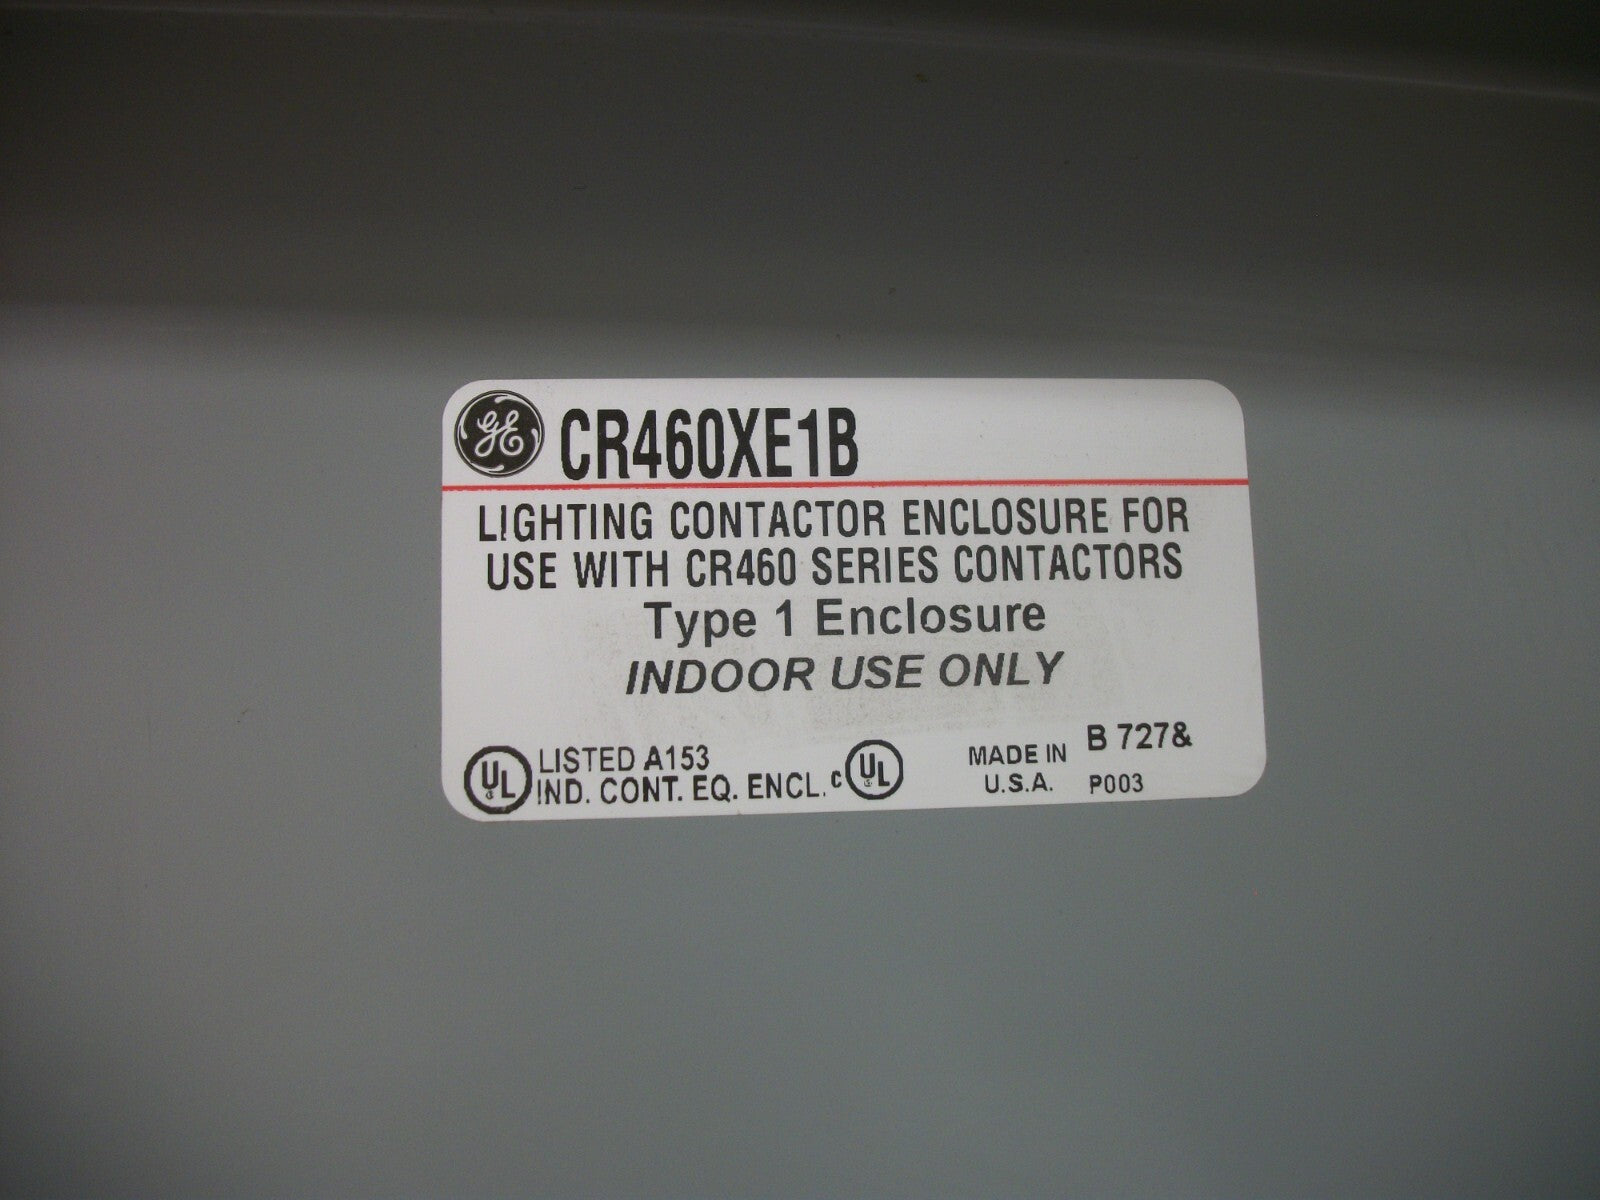 GE CR460XE1B
LIGHTING CONTACTOR ENCLOSURE FOR
USE WITH CR460 SERIES CONTACTORS
Type 1 Enclosure
INDOOR USE ONLY
UL LISTED A153
IND. CONT. EQ. ENCL.
c UL
MADE IN
U.S.A.
B 727&
P003